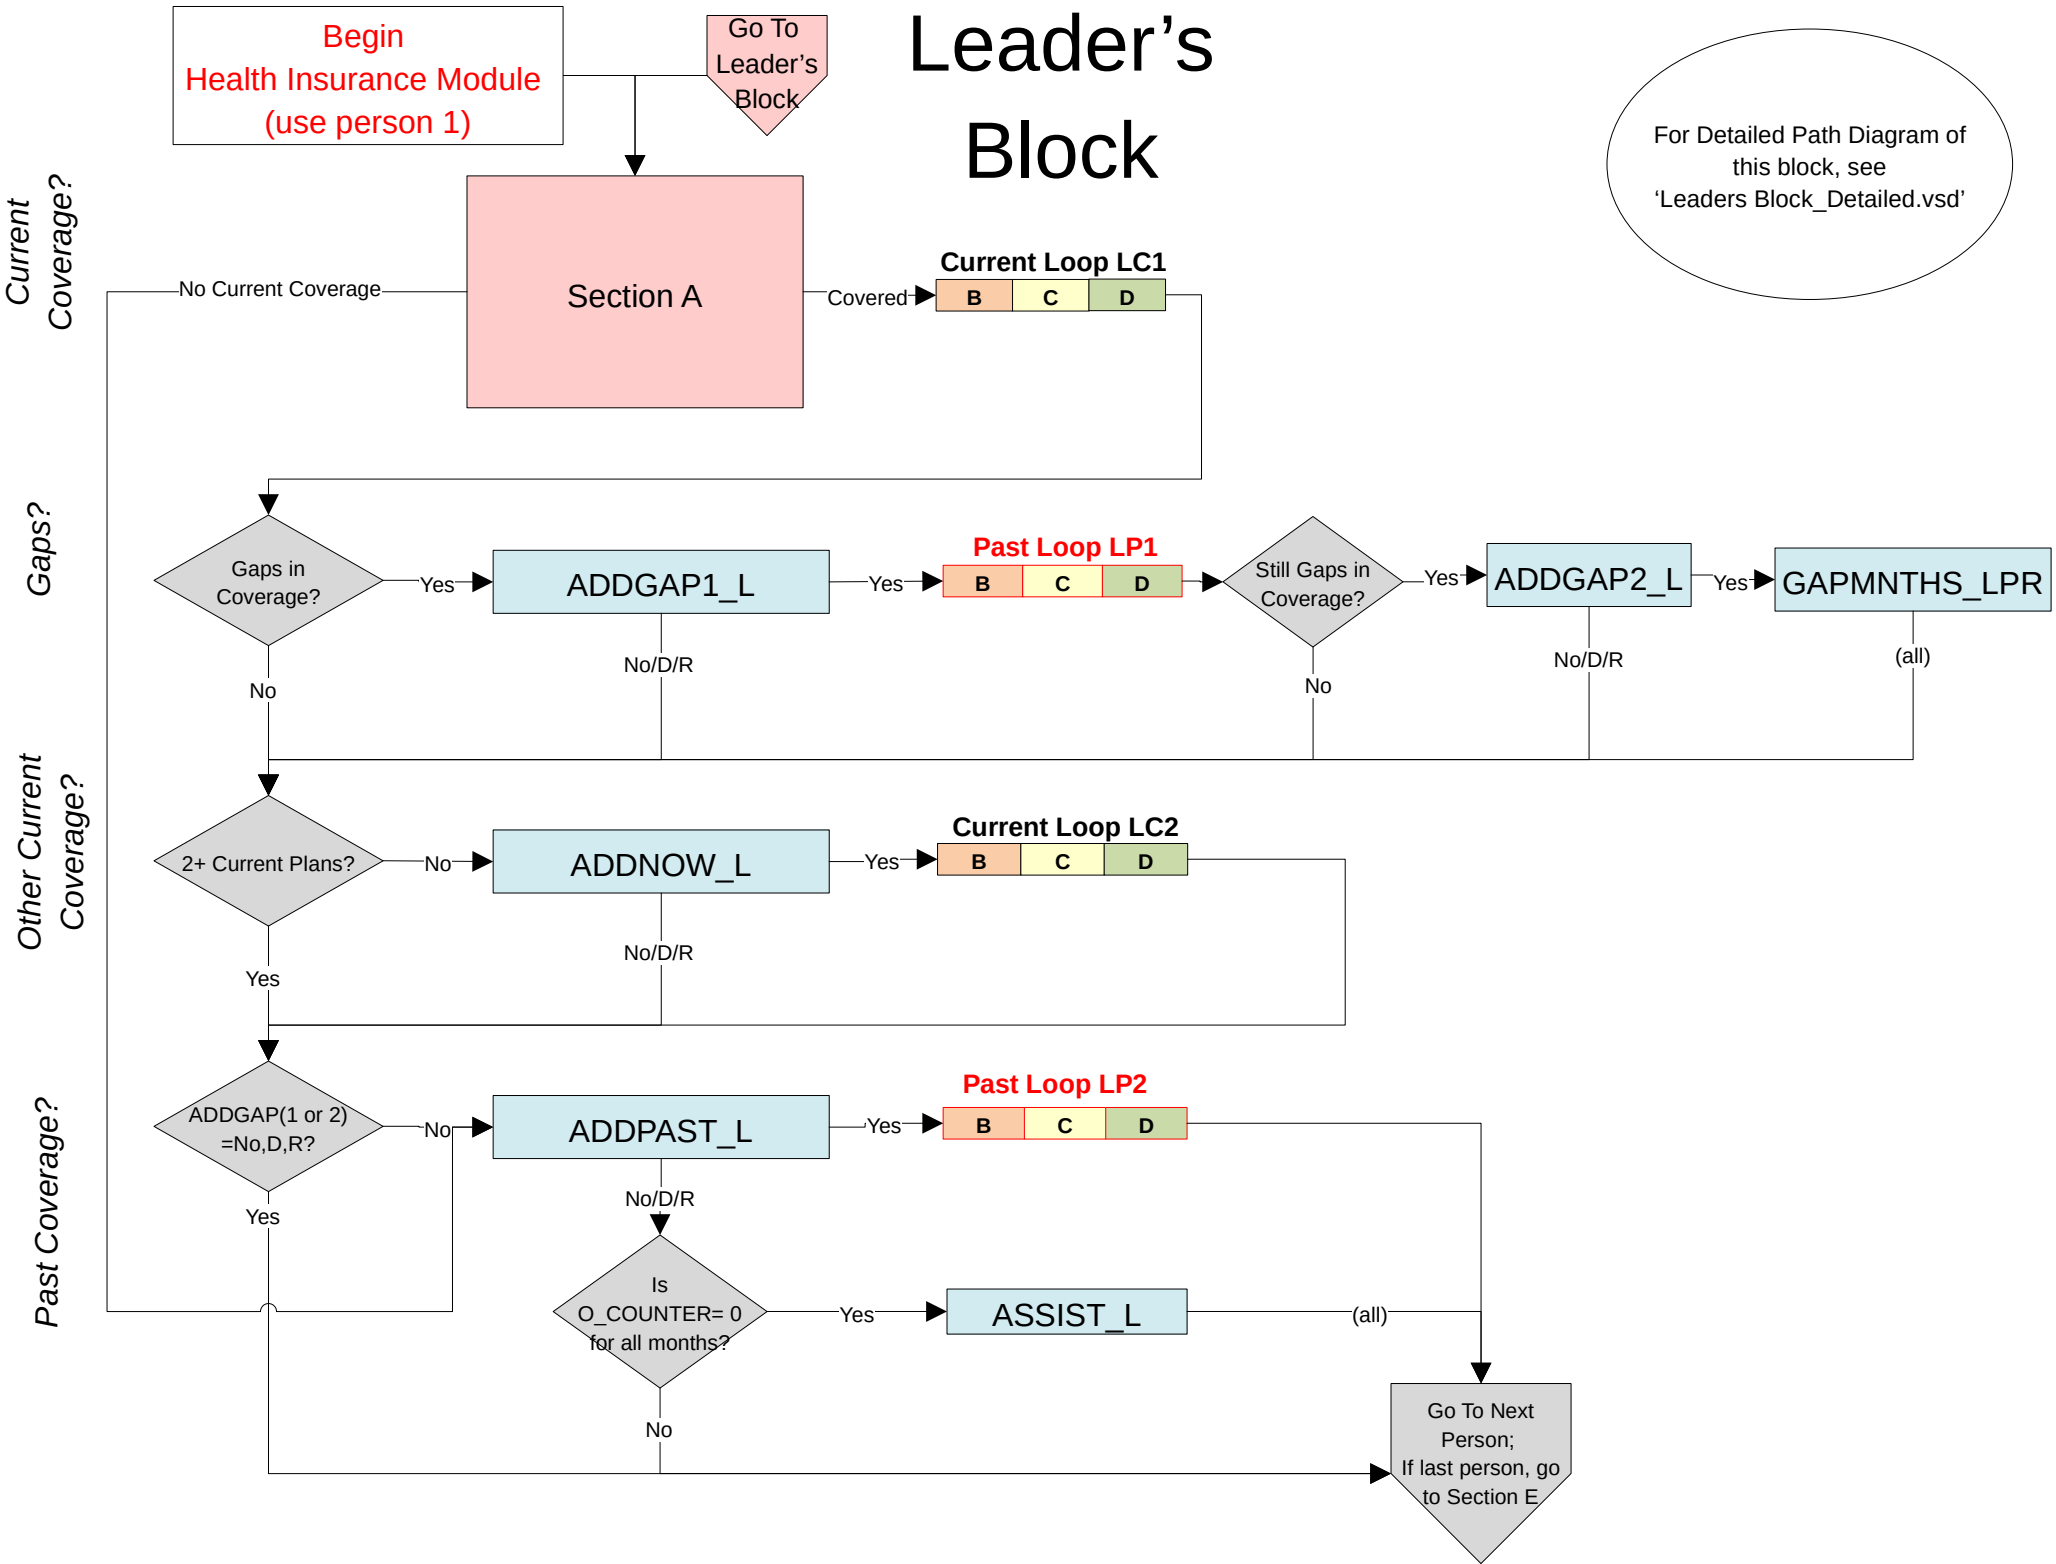 Begin
Health Insurance Module
(use person 1)
Go To
Leader’s
Block
Leader’s
Block
For Detailed Path Diagram of
this block, see
‘Leaders Block_Detailed.vsd’
Current
Coverage?
No Current Coverage
Section A
Covered
Current Loop LC1
B C D
Gaps?
Gaps in
Coverage?
Yes
ADDGAP1_L
Yes
Past Loop LP1
B C D
Still Gaps in
Coverage?
Yes
ADDGAP2_L
Yes
GAPMNTHS_LPR
No
No/D/R
No
No/D/R
(all)
Other Current
Coverage?
2+ Current Plans?
No
ADDNOW_L
Yes
Current Loop LC2
B C D
Yes
No/D/R
Past Coverage?
ADDGAP(1 or 2)
=No,D,R?
No
ADDPAST_L
Yes
Past Loop LP2
B C D
Yes
No/D/R
Is
O_COUNTER= 0
for all months?
Yes
ASSIST_L
(all)
No
Go To Next
Person;
If last person, go
to Section E